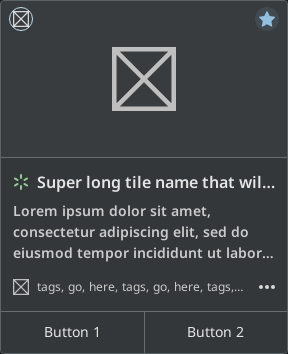 Super long tile name that wil...
Lorem ipsum dolor sit amet,
consectetur adipiscing elit, sed do
eiusmod tempor incididunt ut labor...
tags, go, here, tags, go, here, tags,...
Button 1
Button 2